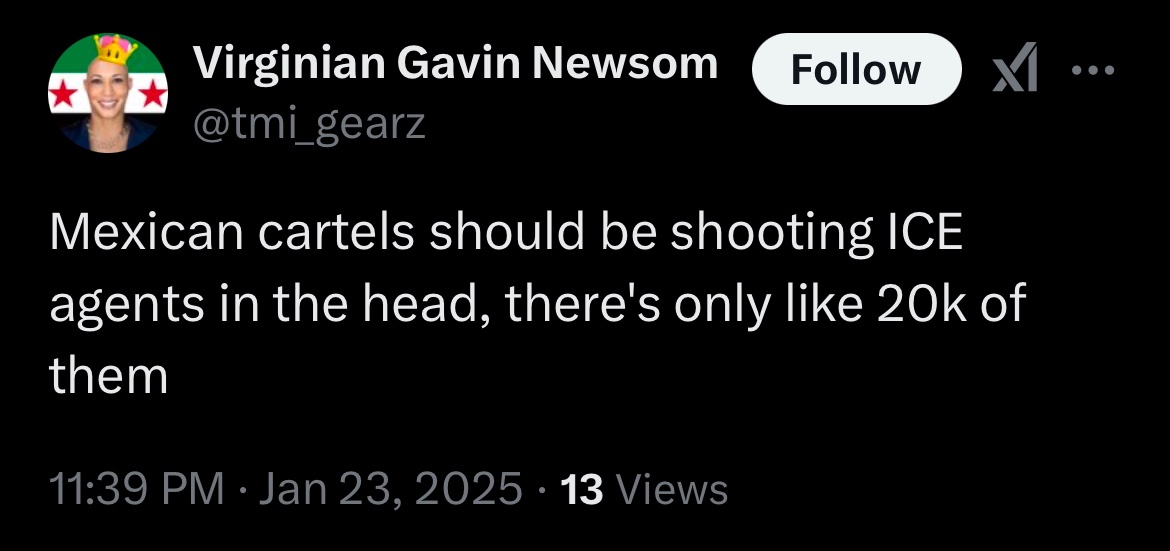 Virginian Gavin Newsom
Follow
@tmi_gearz
Mexican cartels should be shooting ICE
agents in the head, there's only like 20k of
them
11:39 PM · Jan 23, 2025 · 13 Views